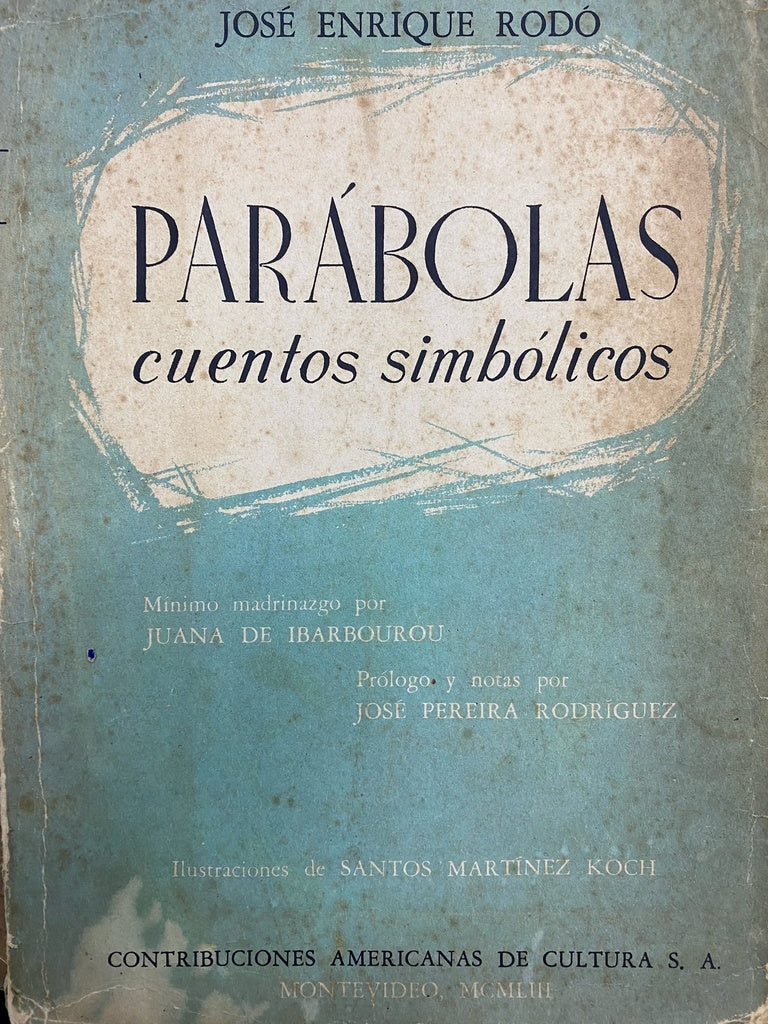 JOSÉ ENRIQUE RODÓ
PARÁBOLAS
cuentos simbólicos
Mínimo madrinazgo por
JUANA DE IBARBOUROU
Prólogo y notas por
JOSÉ PEREIRA RODRÍGUEZ
Ilustraciones de SANTOS MARTÍNEZ KOCH
CONTRIBUCIONES AMERICANAS DE CULTURA S. A.
MONTEVIDEO, MCMLIII